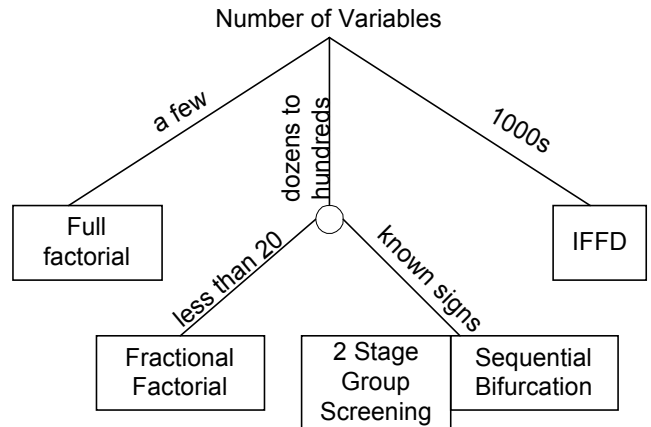 Number of Variables
a few
dozens to
hundreds
1000s
Full
factorial
IFFD
less than 20
known signs
Fractional
Factorial
2 Stage
Group
Screening
Sequential
Bifurcation